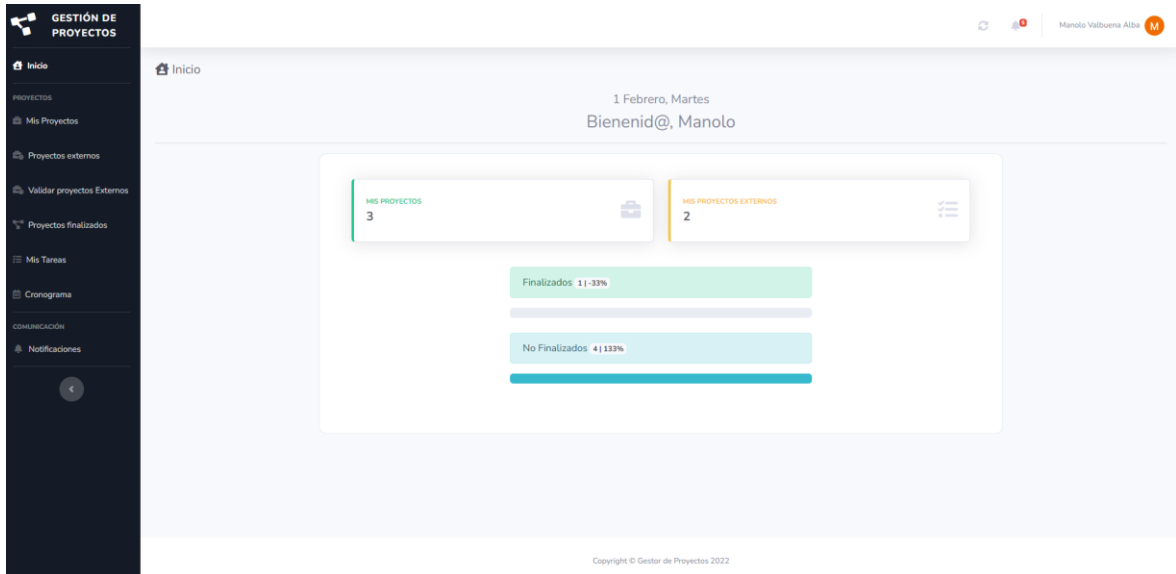 GESTIÓN DE
PROYECTOS
Inicio
PROYECTOS
Mis Proyectos
Proyectos externos
Validar proyectos Externos
Proyectos finalizados
Mis Tareas
Cronograma
COMUNICACIÓN
Notificaciones
Manolo Valbuena Alba M
Inicio
1 Febrero, Martes
Bienenid@, Manolo
MIS PROYECTOS
3
MIS PROYECTOS EXTERNOS
2
Finalizados 1 | -33%
No Finalizados 4 | 133%
Copyright © Gestor de Proyectos 2022